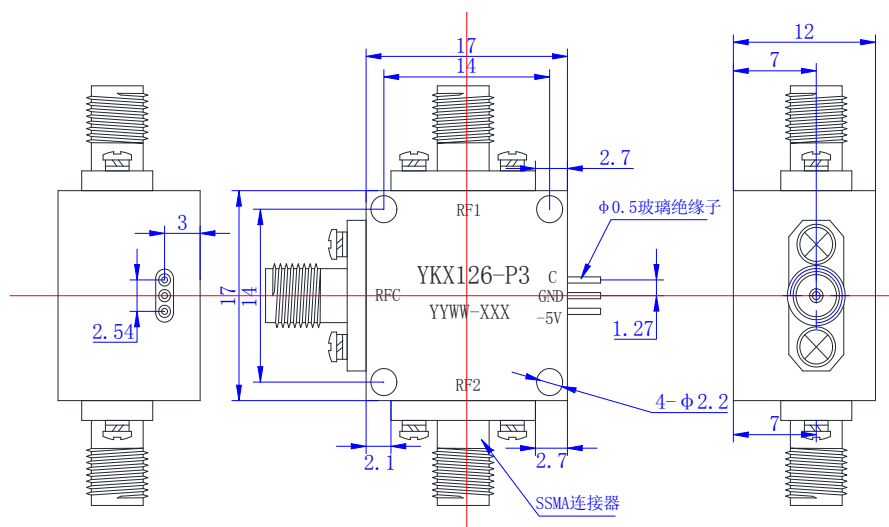 17
12
14
7
2.7
RF1
φ0.5玻璃绝缘子
3
YKX126-P3
C
RFC
GND
17
14
YYWW-XXX
-5V
2.54
1.27
RF2
4-φ2.2
7
2.1
2.7
SSMA连接器